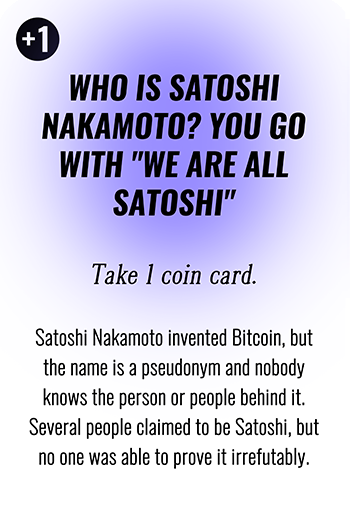 +1
WHO IS SATOSHI
NAKAMOTO? YOU GO
WITH "WE ARE ALL
SATOSHI"
Take 1 coin card.
Satoshi Nakamoto invented Bitcoin, but
the name is a pseudonym and nobody
knows the person or people behind it.
Several people claimed to be Satoshi, but
no one was able to prove it irrefutably.